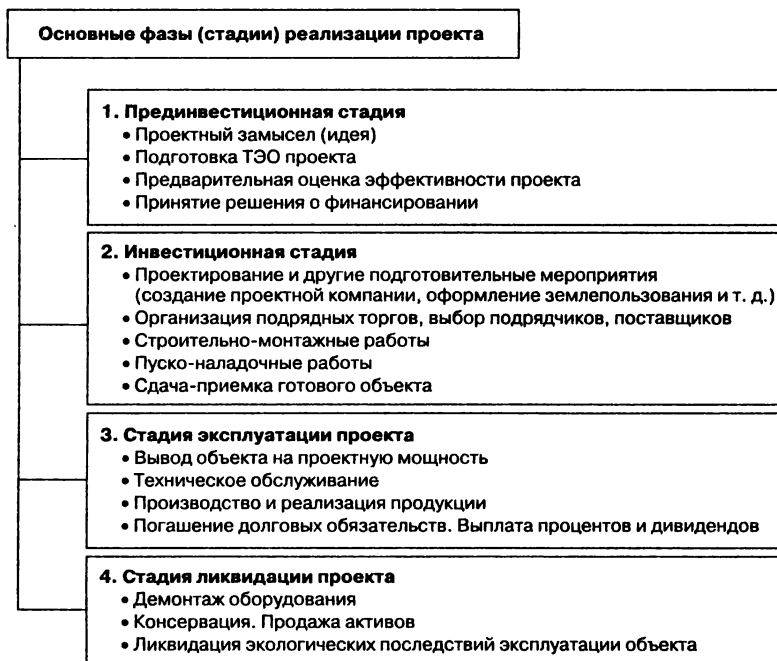 Основные фазы (стадии) реализации проекта
1. Прединвестиционная стадия
• Проектный замысел (идея)
• Подготовка ТЭО проекта
• Предварительная оценка эффективности проекта
• Принятие решения о финансировании
2. Инвестиционная стадия
• Проектирование и другие подготовительные мероприятия
(создание проектной компании, оформление землепользования и т. д.)
• Организация подрядных торгов, выбор подрядчиков, поставщиков
• Строительно-монтажные работы
• Пуско-наладочные работы
• Сдача-приемка готового объекта
3. Стадия эксплуатации проекта
• Вывод объекта на проектную мощность
• Техническое обслуживание
• Производство и реализация продукции
• Погашение долговых обязательств. Выплата процентов и дивидендов
4. Стадия ликвидации проекта
• Демонтаж оборудования
• Консервация. Продажа активов
• Ликвидация экологических последствий эксплуатации объекта